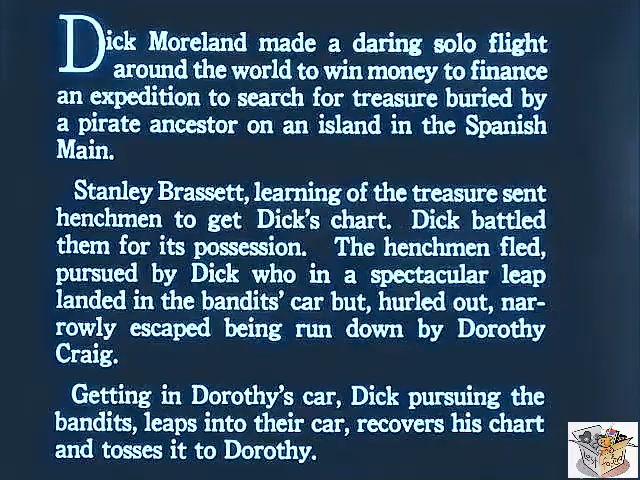 Dick Moreland made a daring solo flight
around the world to win money to finance
an expedition to search for treasure buried by
a pirate ancestor on an island in the Spanish
Main.
Stanley Brassett, learning of the treasure sent
henchmen to get Dick's chart. Dick battled
them for its possession. The henchmen fled,
pursued by Dick who in a spectacular leap
landed in the bandits' car but, hurled out, nar-
rowly escaped being run down by Dorothy
Craig.
Getting in Dorothy's car, Dick pursuing the
bandits, leaps into their car, recovers his chart
and tosses it to Dorothy.